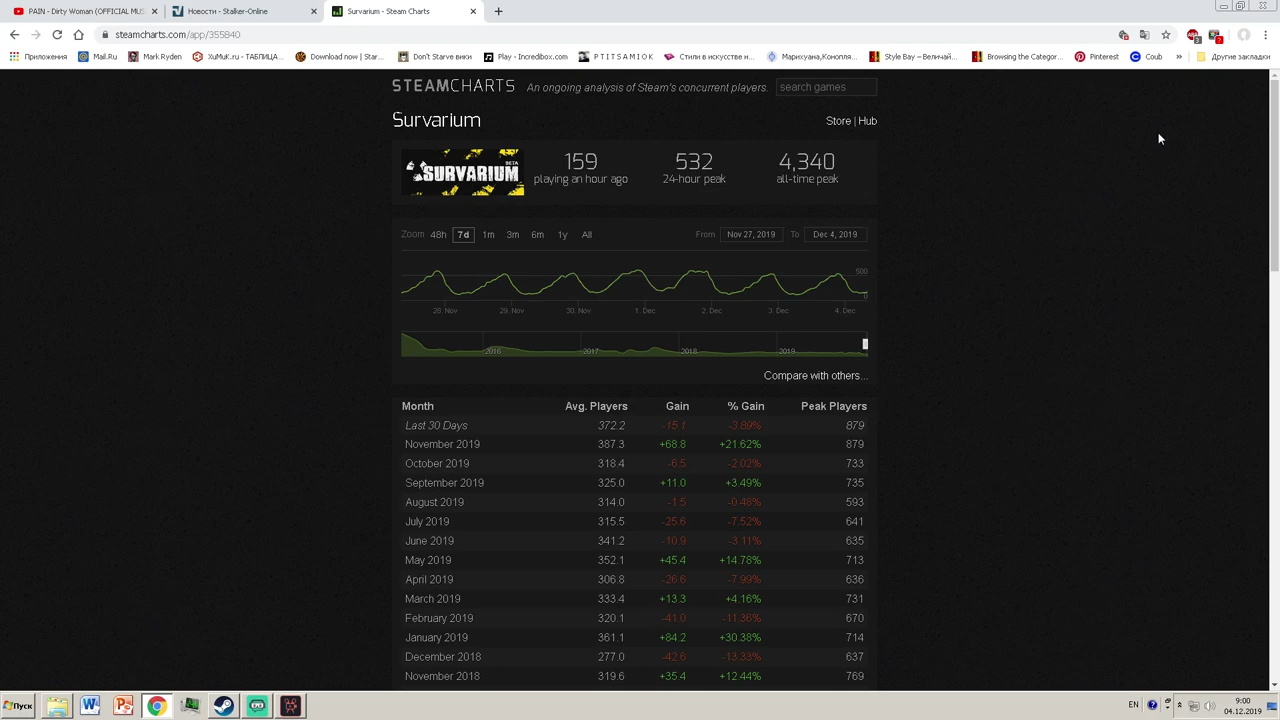 PAIN - Dirty Woman (OFFICIAL MUS
Новости - Stalker-Online
Survarium - Steam Charts
steamcharts.com/app/355840
Приложения
Mail.Ru
Mark Ryden
XuMuK.ru - ТАБЛИЦА...
Download now | Star...
Don't Starve вики
Play - Incredibox.com
P T I T S A M I O K
Стили в искусстве и...
Марихуана,Конопля...
Style Bay – Величай...
Browsing the Categor...
Pinterest
Coub
»
Другие закладки
STEAMCHARTS
An ongoing analysis of Steam's concurrent players.
search games
Survarium
Store | Hub
SURVARIUM
BETA
159
playing an hour ago
532
24-hour peak
4,340
all-time peak
Zoom 48h 7d 1m 3m 6m 1y All
From Nov 27, 2019 To Dec 4, 2019
500
0
28. Nov 29. Nov 30. Nov 1. Dec 2. Dec 3. Dec 4. Dec
2016 2017 2018 2019
Compare with others...
Month Avg. Players Gain % Gain Peak Players
Last 30 Days 372.2 -15.1 -3.89% 879
November 2019 387.3 +68.8 +21.62% 879
October 2019 318.4 -6.5 -2.02% 733
September 2019 325.0 +11.0 +3.49% 735
August 2019 314.0 -1.5 -0.48% 593
July 2019 315.5 -25.6 -7.52% 641
June 2019 341.2 -10.9 -3.11% 635
May 2019 352.1 +45.4 +14.78% 713
April 2019 306.8 -26.6 -7.99% 636
March 2019 333.4 +13.3 +4.16% 731
February 2019 320.1 -41.0 -11.36% 670
January 2019 361.1 +84.2 +30.38% 714
December 2018 277.0 -42.6 -13.33% 637
November 2018 319.6 +35.4 +12.44% 769
Пуск
EN
9:00
04.12.2019